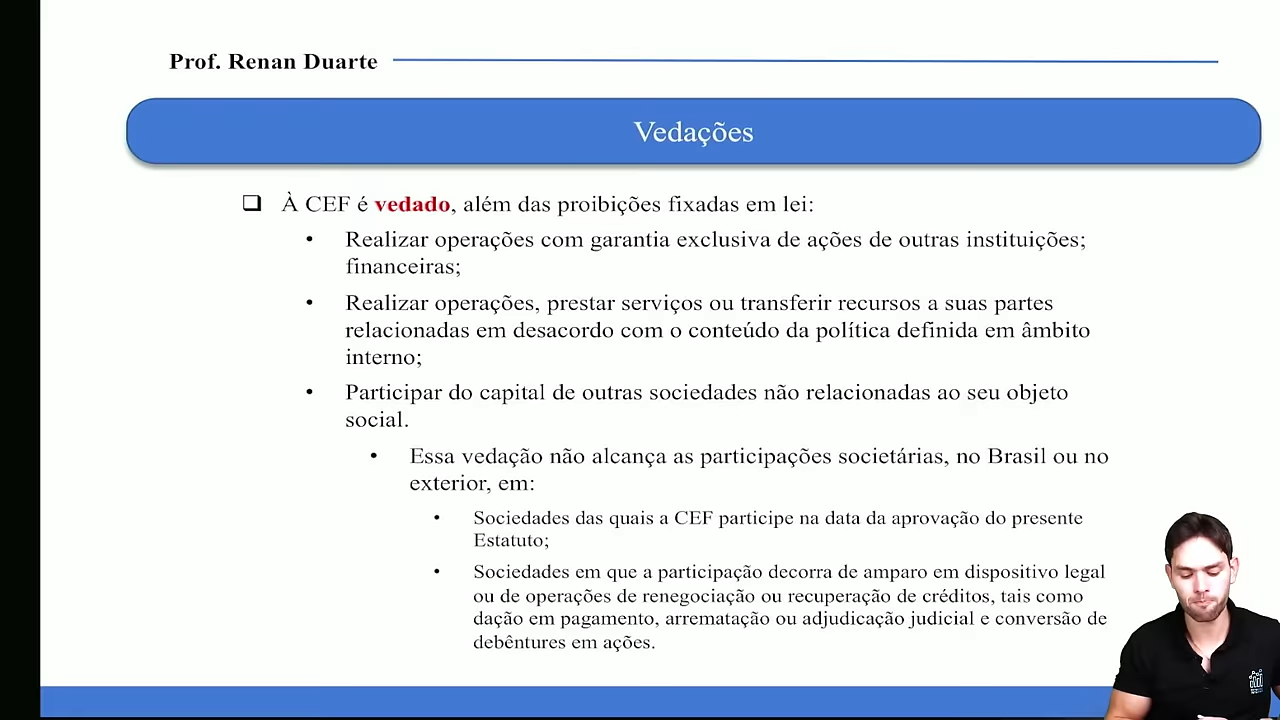 Prof. Renan Duarte
Vedações
À CEF é vedado, além das proibições fixadas em lei:
• Realizar operações com garantia exclusiva de ações de outras instituições;
financeiras;
• Realizar operações, prestar serviços ou transferir recursos a suas partes
relacionadas em desacordo com o conteúdo da política definida em âmbito
interno;
• Participar do capital de outras sociedades não relacionadas ao seu objeto
social.
• Essa vedação não alcança as participações societárias, no Brasil ou no
exterior, em:
• Sociedades das quais a CEF participe na data da aprovação do presente
Estatuto;
• Sociedades em que a participação decorra de amparo em dispositivo legal
ou de operações de renegociação ou recuperação de créditos, tais como
dação em pagamento, arrematação ou adjudicação judicial e conversão de
debêntures em ações.